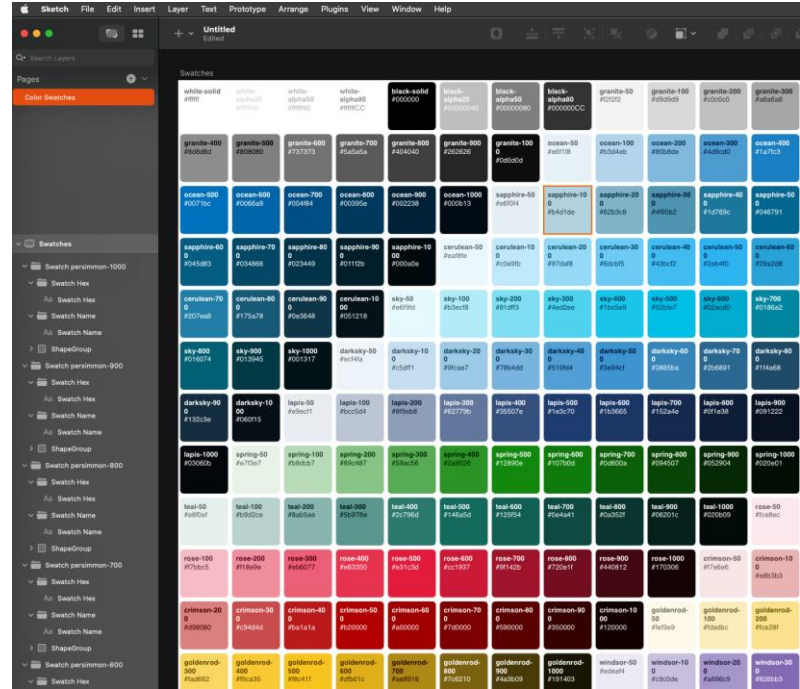 Sketch File Edit Insert Layer Text Prototype Arrange Plugins View Window Help
Untitled
Edited
Search Layers
Pages
Color Swatches
Swatches
Swatch persimmon-1000
Swatch Hex
Aa Swatch Hex
Swatch Name
Aa Swatch Name
ShapeGroup
Swatch persimmon-900
Swatch Hex
Aa Swatch Hex
Swatch Name
Aa Swatch Name
ShapeGroup
Swatch persimmon-800
Swatch Hex
Aa Swatch Hex
Swatch Name
Aa Swatch Name
ShapeGroup
Swatch persimmon-700
Swatch Hex
Aa Swatch Hex
Swatch Name
Aa Swatch Name
ShapeGroup
Swatch persimmon-600
Swatch Hex
Swatches
white-solid white-alpha80 black-solid alpha50 black-alpha80 granite-50 granite-100 granite-200 granite-300
#ffffff #ffffffCC #000000 #00000080 #000000CC #f2f2f2 #d9d9d9 #c0c0c0 #a6a6a6
granite-400 granite-500 granite-600 granite-700 granite-800 granite-900 granite-1000 ocean-50 ocean-100 ocean-200 ocean-300 ocean-400
#8d8d8d #808080 #737373 #5a5a5a #404040 #262626 #0d0d0d #e6f1f8 #b3d4eb #80b8de #4d9cd0 #1a7fc3
ocean-500 ocean-600 ocean-700 ocean-800 ocean-900 ocean-1000 sapphire-50 sapphire-100 sapphire-200 sapphire-300 sapphire-400 sapphire-500
#0071bc #0066a9 #004f84 #00395e #002238 #000b13 #e6f0f4 #b4d1de #82b3c8 #4f95b2 #1d769c #046791
sapphire-600 sapphire-700 sapphire-800 sapphire-900 sapphire-1000 cerulean-50 cerulean-100 cerulean-200 cerulean-300 cerulean-400 cerulean-500 cerulean-600
#045d83 #034866 #023449 #011f2b #000a0e #eaf8fe #c0e9fb #97daf8 #6dcbf5 #43bcf2 #2eb4f0 #29a2d8
cerulean-700 cerulean-800 cerulean-900 cerulean-1000 sky-50 sky-100 sky-200 sky-300 sky-400 sky-500 sky-600 sky-700
#207ea8 #175a78 #0e3648 #051218 #e6f9fd #b3ecf8 #81dff3 #4ed2ee #1bc5e9 #02bfe7 #02acd0 #0186a2
sky-800 sky-900 sky-1000 darksky-50 darksky-100 darksky-200 darksky-300 darksky-400 darksky-500 darksky-600 darksky-700 darksky-800
#016074 #013945 #001317 #ecf4fa #c5dff1 #9fcae7 #78b4dd #519fd4 #3e94cf #3885ba #2b6891 #1f4a68
darksky-900 darksky-1000 lapis-50 lapis-100 lapis-200 lapis-300 lapis-400 lapis-500 lapis-600 lapis-700 lapis-800 lapis-900
#132c3e #060f15 #e9ecf1 #bcc5d4 #8f9eb8 #62779b #35507e #1e3c70 #1b3665 #152a4e #0f1e38 #091222
lapis-1000 spring-50 spring-100 spring-200 spring-300 spring-400 spring-500 spring-600 spring-700 spring-800 spring-900 spring-1000
#03060b #e7f3e7 #b8dcb7 #89c487 #59ac56 #2a9526 #12890e #107b0d #0d600a #094507 #052904 #020e01
teal-50 teal-100 teal-200 teal-300 teal-400 teal-500 teal-600 teal-700 teal-800 teal-900 teal-1000 rose-50
#e8f0ef #b9d2ce #8ab5ae #5b978e #2c796d #146a5d #125f54 #0e4a41 #0a352f #06201c #020b09 #fce8ec
rose-100 rose-200 rose-300 rose-400 rose-500 rose-600 rose-700 rose-800 rose-900 rose-1000 crimson-50 crimson-100
#f7bbc5 #f18e9e #eb6077 #e63350 #e31c3d #cc1937 #9f142b #720e1f #440812 #170306 #f7e6e6 #e8b3b3
crimson-200 crimson-300 crimson-400 crimson-500 crimson-600 crimson-700 crimson-800 crimson-900 crimson-1000 goldenrod-50 goldenrod-100 goldenrod-200
#d98080 #c94d4d #ba1a1a #b20000 #a00000 #7d0000 #590000 #350000 #120000 #fef9e9 #fdedbc #fce28f
goldenrod-300 goldenrod-400 goldenrod-500 goldenrod-600 goldenrod-700 goldenrod-800 goldenrod-900 goldenrod-1000 windsor-50 windsor-100 windsor-200 windsor-300
#fad662 #f9ca35 #f8c41f #dfb01c #ae8916 #7c6210 #4a3b09 #191403 #edeaf4 #c9c0de #a696c9 #826bb3